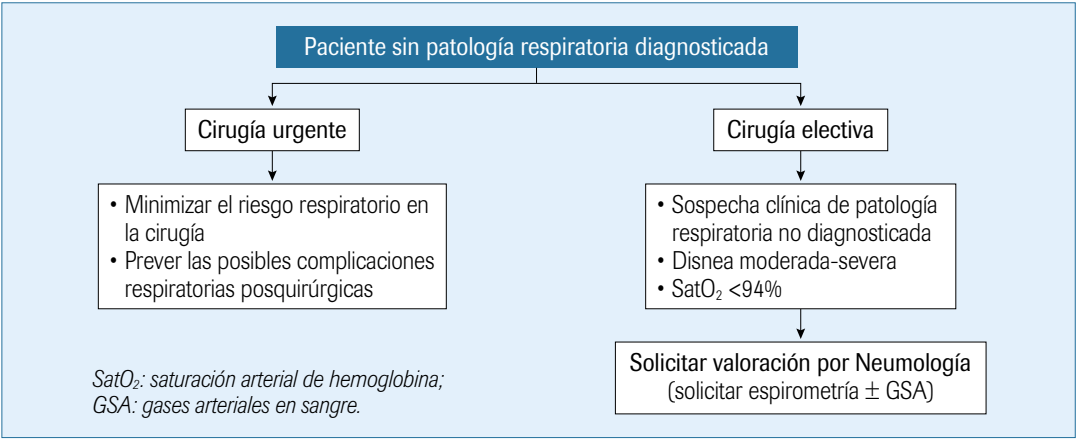 Paciente sin patología respiratoria diagnosticada
Cirugía urgente
Cirugía electiva
• Minimizar el riesgo respiratorio en
la cirugía
• Prever las posibles complicaciones
respiratorias posquirúrgicas
• Sospecha clínica de patología
respiratoria no diagnosticada
• Disnea moderada-severa
• SatO₂ <94%
Solicitar valoración por Neumología
(solicitar espirometría ± GSA)
SatO₂: saturación arterial de hemoglobina;
GSA: gases arteriales en sangre.